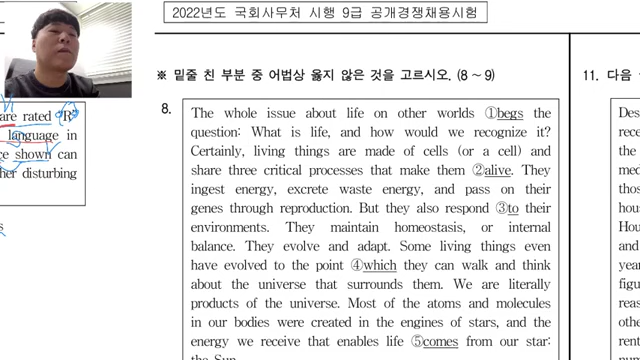 2022년도 국회사무처 시행 9급 공개경쟁채용시험
are rated "R"
language in
shown can
disturbing
※ 밑줄 친 부분 중 어법상 옳지 않은 것을 고르시오. (8 ~ 9)
8.
The whole issue about life on other worlds ①begs the
question: What is life, and how would we recognize it?
Certainly, living things are made of cells (or a cell) and
share three critical processes that make them ②alive. They
ingest energy, excrete waste energy, and pass on their
genes through reproduction. But they also respond ③to their
environments. They maintain homeostasis, or internal
balance. They evolve and adapt. Some living things even
have evolved to the point ④which they can walk and think
about the universe that surrounds them. We are literally
products of the universe. Most of the atoms and molecules
in our bodies were created in the engines of stars, and the
energy we receive that enables life ⑤comes from our star:
the Sun.
11. 다음
the
and